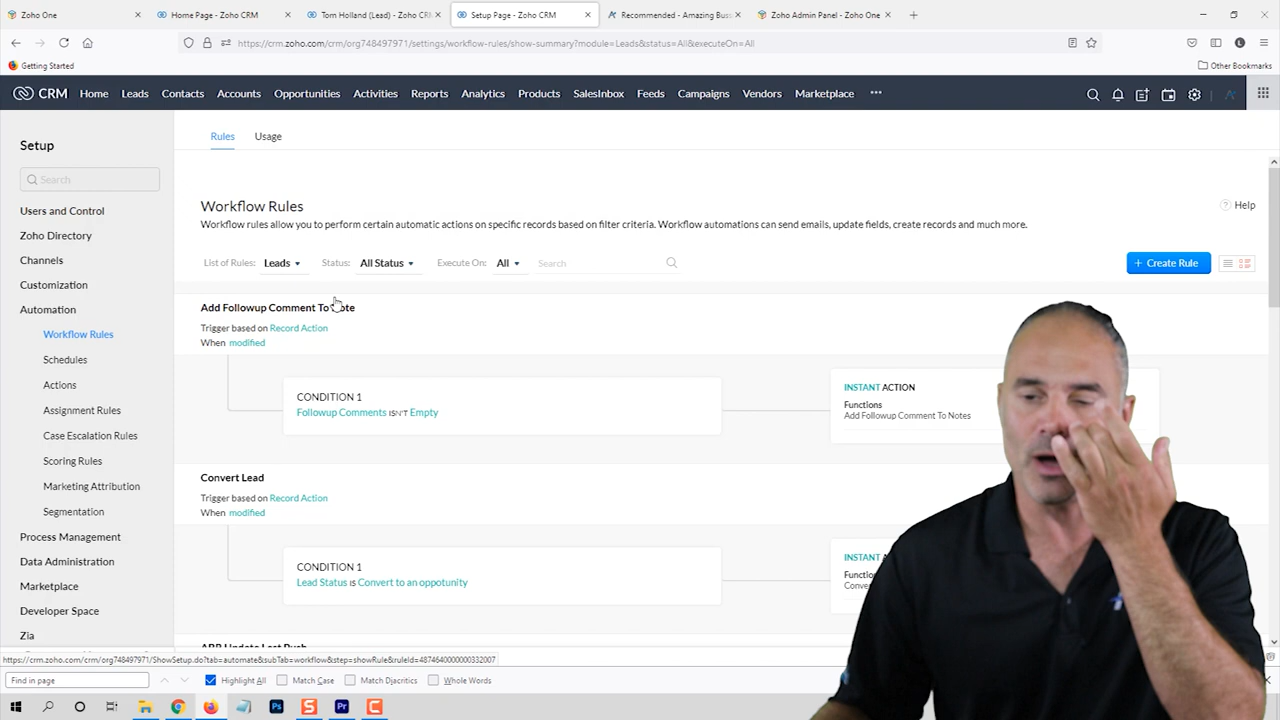 Zoho One
Home Page - Zoho CRM
Tom Holland (Lead) - Zoho CRM
Setup Page - Zoho CRM
Recommended - Amazing Bus
Zoho Admin Panel - Zoho One
https://crm.zoho.com/crm/org748497971/settings/workflow-rules/show-summary?module=Leads&status=All&executeOn=All
Getting Started
Other Bookmarks
CRM Home Leads Contacts Accounts Opportunities Activities Reports Analytics Products SalesInbox Feeds Campaigns Vendors Marketplace •••
Setup
Search
Users and Control
Zoho Directory
Channels
Customization
Automation
Workflow Rules
Schedules
Actions
Assignment Rules
Case Escalation Rules
Scoring Rules
Marketing Attribution
Segmentation
Process Management
Data Administration
Marketplace
Developer Space
Zia
Rules Usage
Workflow Rules
? Help
Workflow rules allow you to perform certain automatic actions on specific records based on filter criteria. Workflow automations can send emails, update fields, create records and much more.
List of Rules: Leads Status: All Status Execute On: All Search
+ Create Rule
Add Followup Comment To Note
Trigger based on Record Action
When modified
CONDITION 1
Followup Comments ISN'T Empty
INSTANT ACTION
Functions
Add Followup Comment To Notes
Convert Lead
Trigger based on Record Action
When modified
CONDITION 1
Lead Status IS Convert to an oppotunity
INSTANT
https://crm.zoho.com/crm/org748497971/ShowSetup.do?tab=automate&subTab=workflow&step=showRule&ruleId=4874640000000332007
Find in page Highlight All Match Case Match Diacritics Whole Words